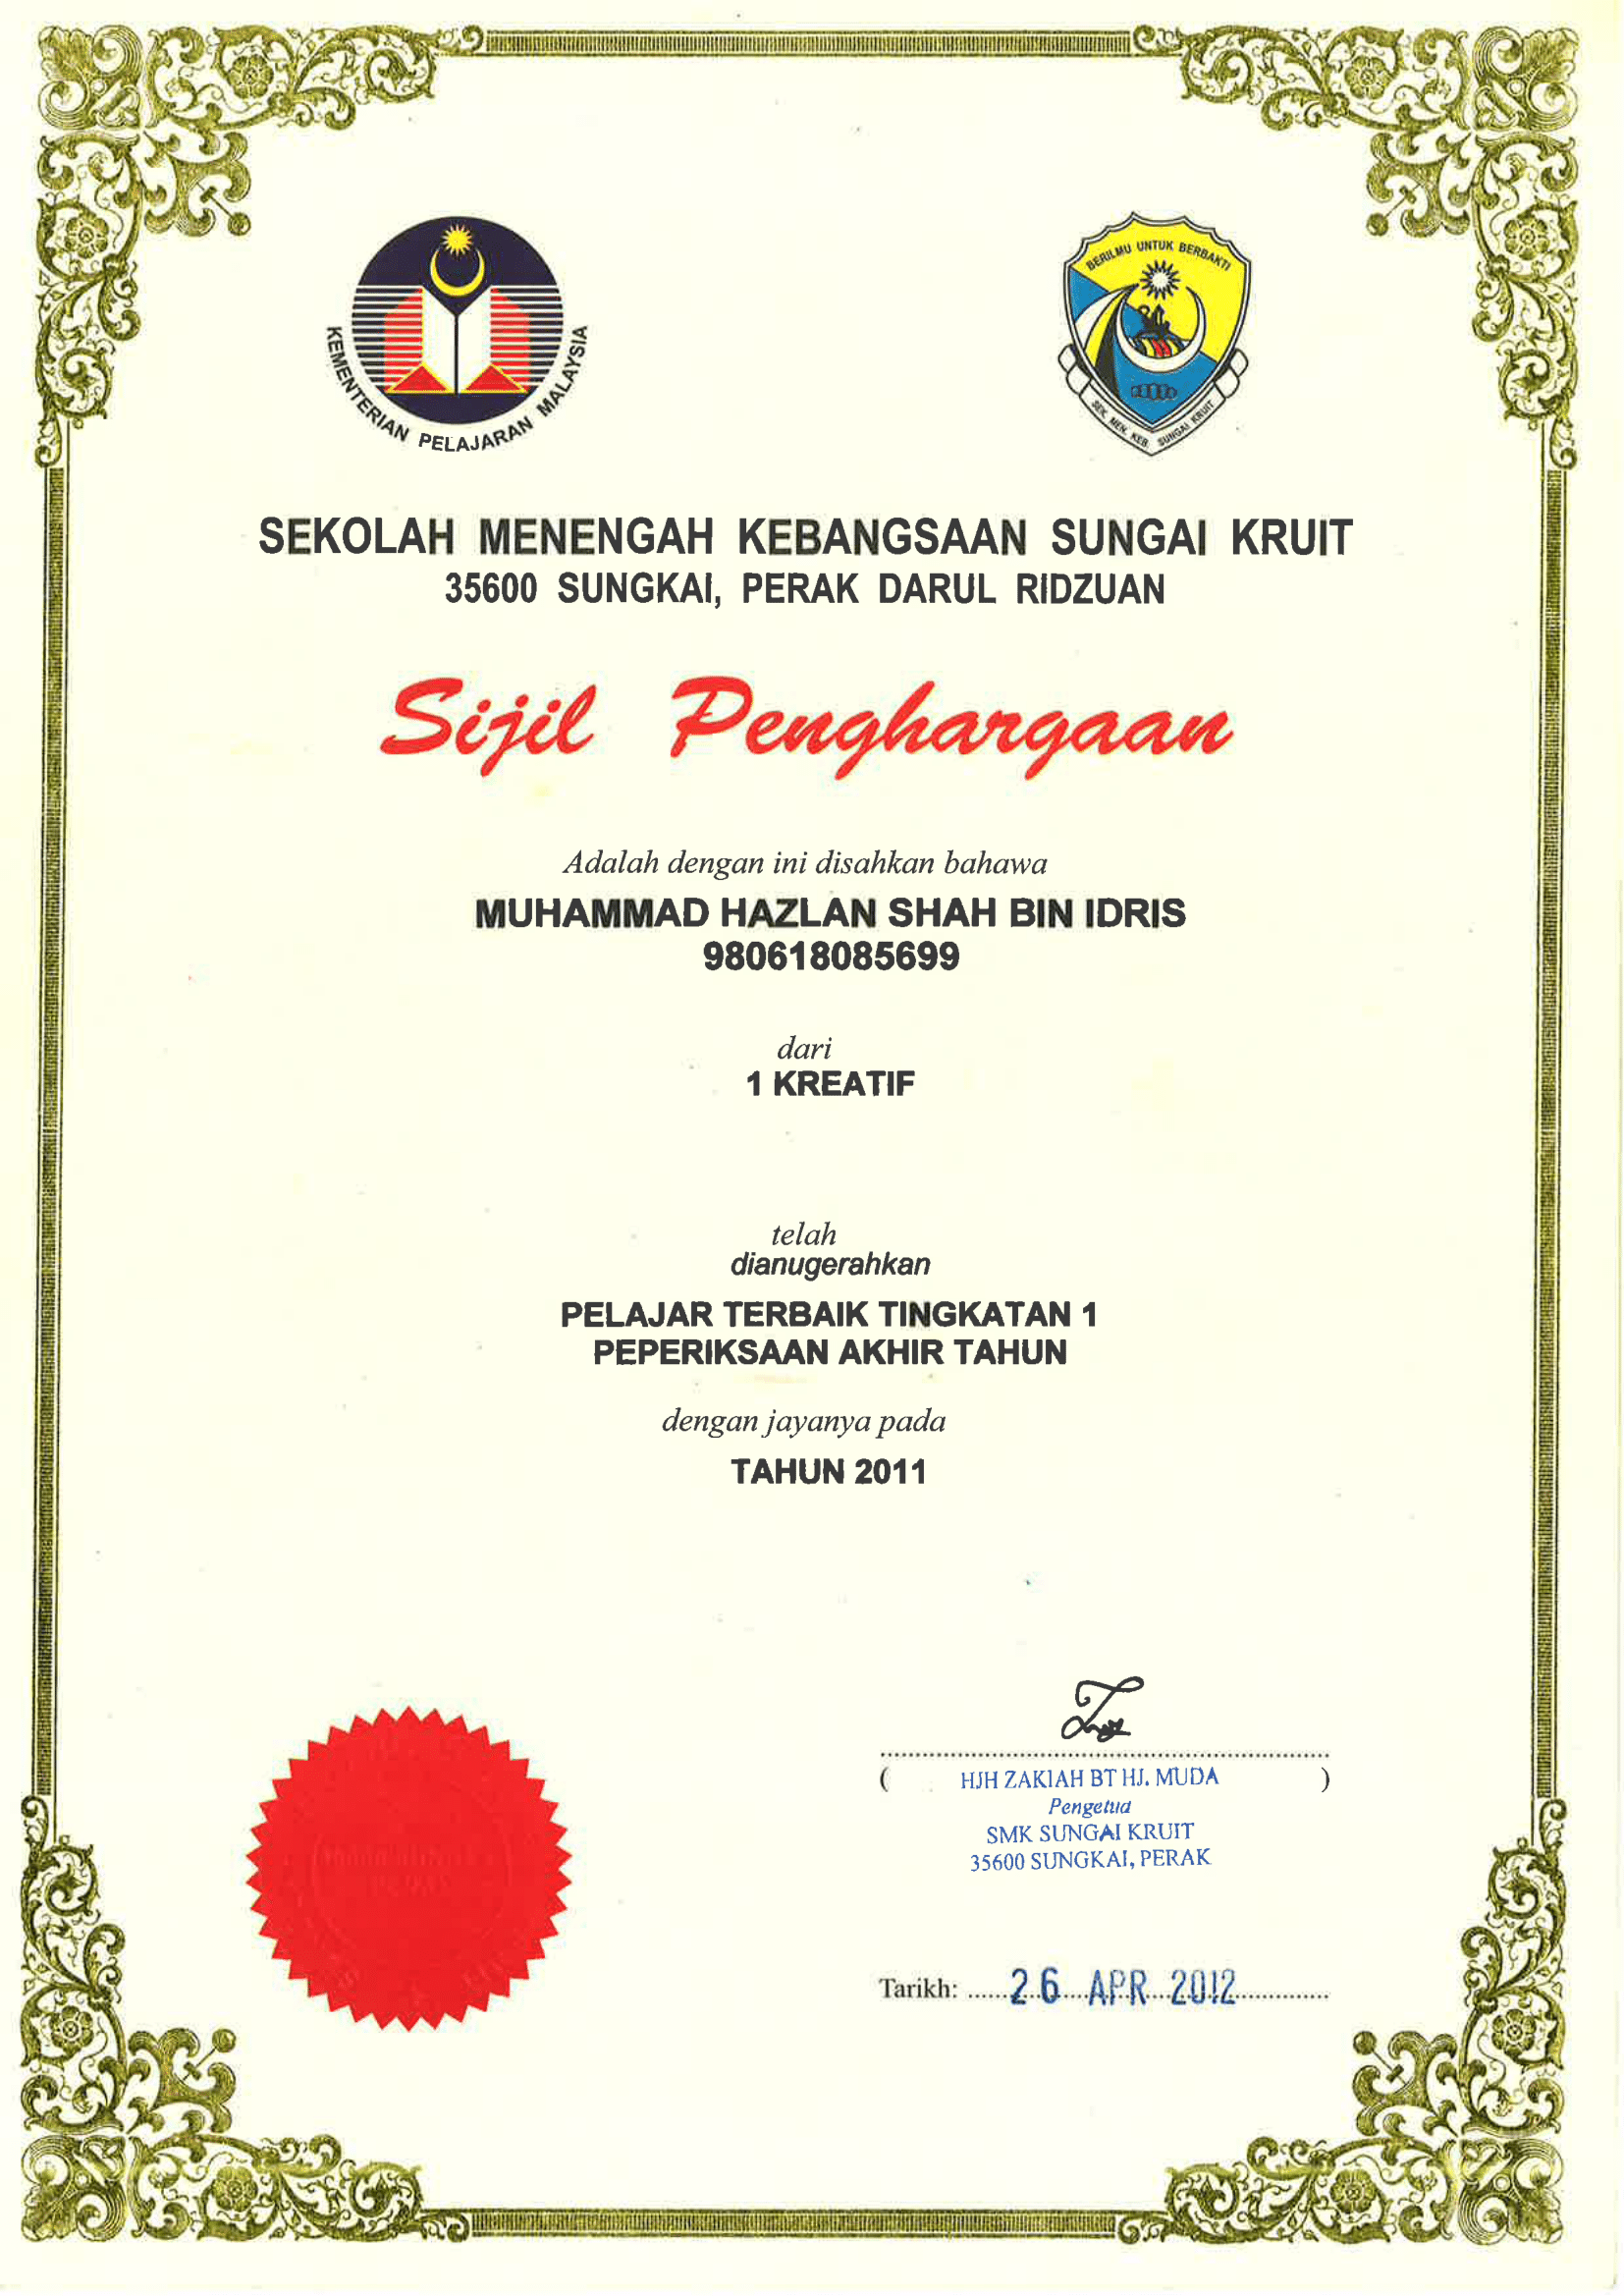 KEMENTERIAN PELAJARAN MALAYSIA
BERILMU UNTUK BERBAKTI
SEK. MEN. KEB. SUNGAI KRUIT
SEKOLAH MENENGAH KEBANGSAAN SUNGAI KRUIT
35600 SUNGKAI, PERAK DARUL RIDZUAN
Sijil Penghargaan
Adalah dengan ini disahkan bahawa
MUHAMMAD HAZLAN SHAH BIN IDRIS
980618085699
dari
1 KREATIF
telah
dianugerahkan
PELAJAR TERBAIK TINGKATAN 1
PEPERIKSAAN AKHIR TAHUN
dengan jayanya pada
TAHUN 2011
( HJH ZAKIAH BT HJ. MUDA )
Pengetua
SMK SUNGAI KRUIT
35600 SUNGKAI, PERAK
Tarikh: ......26 APR 2012......